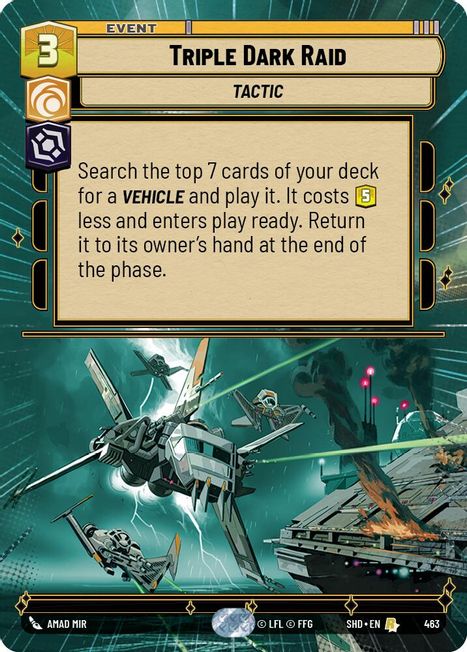 EVENT
3
TRIPLE DARK RAID
TACTIC
Search the top 7 cards of your deck
for a VEHICLE and play it. It costs 5
less and enters play ready. Return
it to its owner's hand at the end of
the phase.
AMAD MIR
© LFL © FFG
SHD • EN
R
463